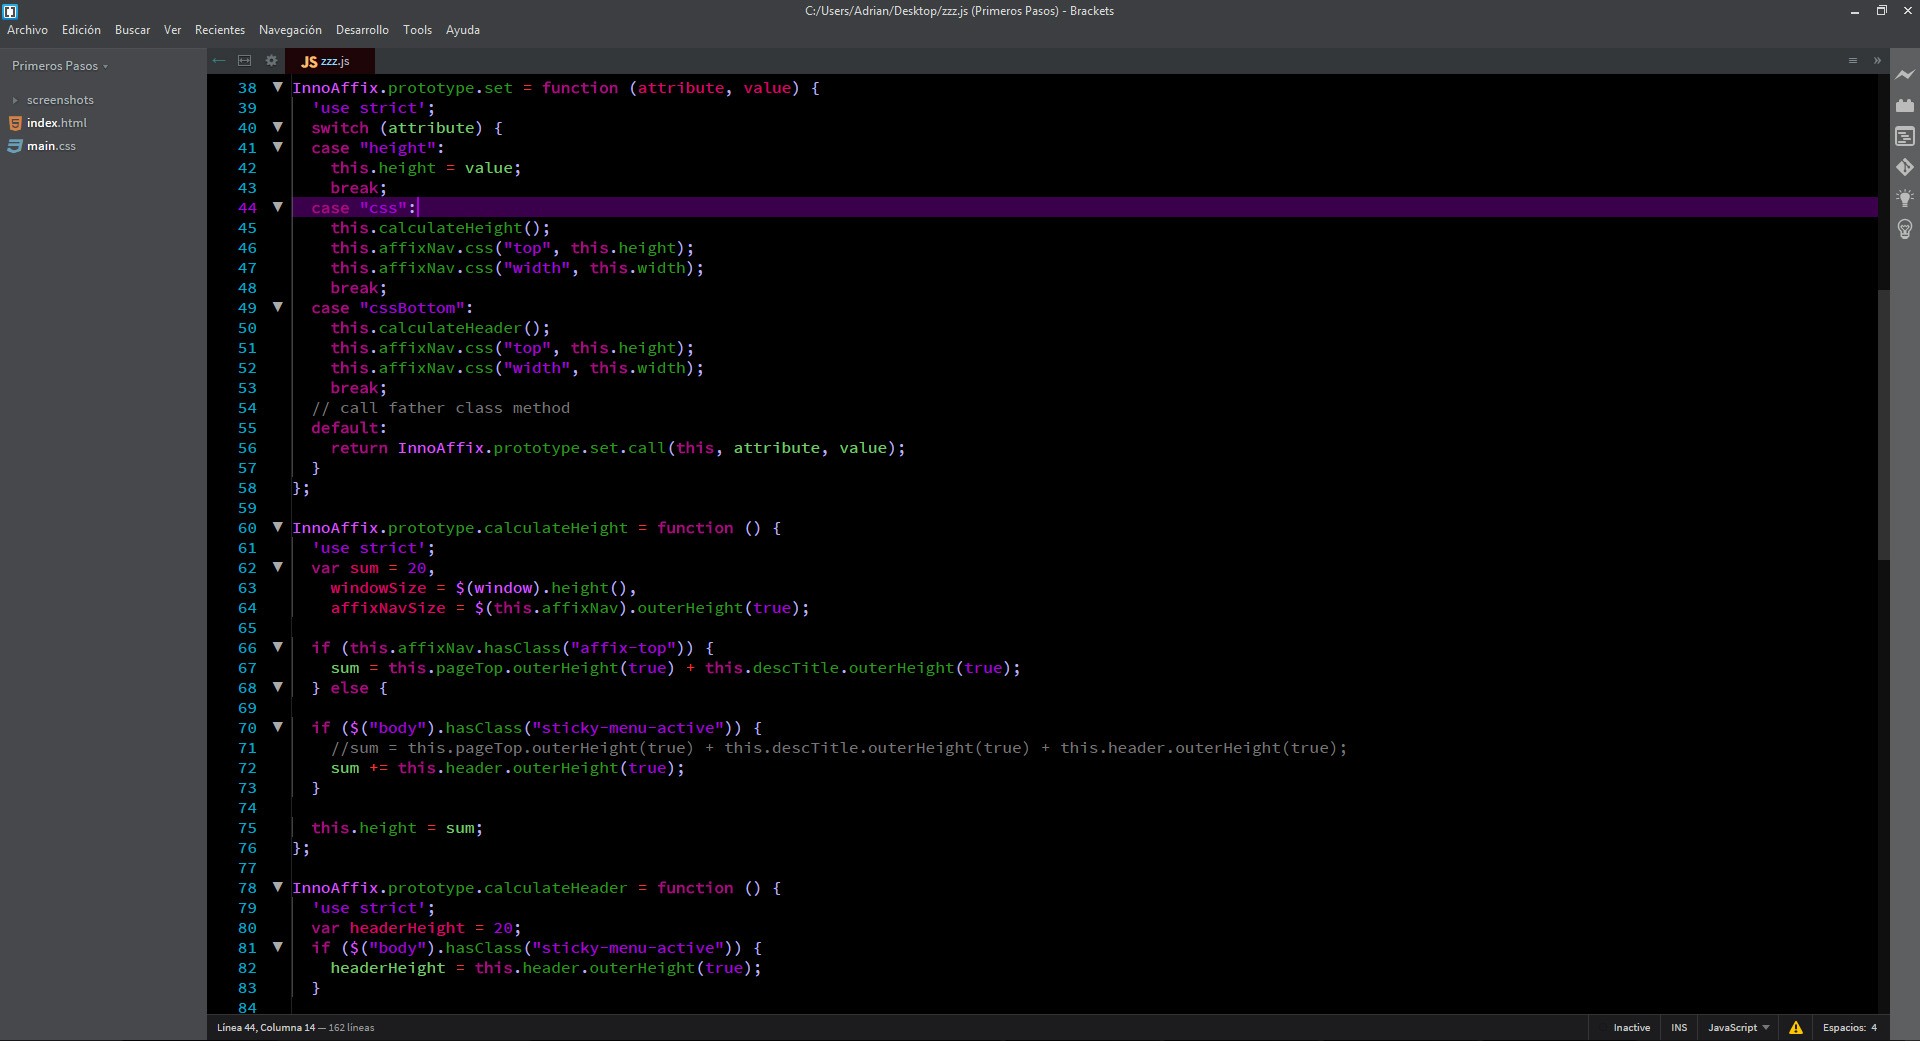 C:/Users/Adrian/Desktop/zzz.js (Primeros Pasos) - Brackets
Archivo Edición Buscar Ver Recientes Navegación Desarrollo Tools Ayuda
Primeros Pasos
screenshots
index.html
main.css
JS zzz.js
38 InnoAffix.prototype.set = function (attribute, value) {
39 'use strict';
40 switch (attribute) {
41 case "height":
42 this.height = value;
43 break;
44 case "css":
45 this.calculateHeight();
46 this.affixNav.css("top", this.height);
47 this.affixNav.css("width", this.width);
48 break;
49 case "cssBottom":
50 this.calculateHeader();
51 this.affixNav.css("top", this.height);
52 this.affixNav.css("width", this.width);
53 break;
54 // call father class method
55 default:
56 return InnoAffix.prototype.set.call(this, attribute, value);
57 }
58 };
59
60 InnoAffix.prototype.calculateHeight = function () {
61 'use strict';
62 var sum = 20,
63 windowSize = $(window).height(),
64 affixNavSize = $(this.affixNav).outerHeight(true);
65
66 if (this.affixNav.hasClass("affix-top")) {
67 sum = this.pageTop.outerHeight(true) + this.descTitle.outerHeight(true);
68 } else {
69
70 if ($("body").hasClass("sticky-menu-active")) {
71 //sum = this.pageTop.outerHeight(true) + this.descTitle.outerHeight(true) + this.header.outerHeight(true);
72 sum += this.header.outerHeight(true);
73 }
74
75 this.height = sum;
76 };
77
78 InnoAffix.prototype.calculateHeader = function () {
79 'use strict';
80 var headerHeight = 20;
81 if ($("body").hasClass("sticky-menu-active")) {
82 headerHeight = this.header.outerHeight(true);
83 }
84
Línea 44, Columna 14 — 162 líneas
Inactive INS JavaScript Espacios: 4